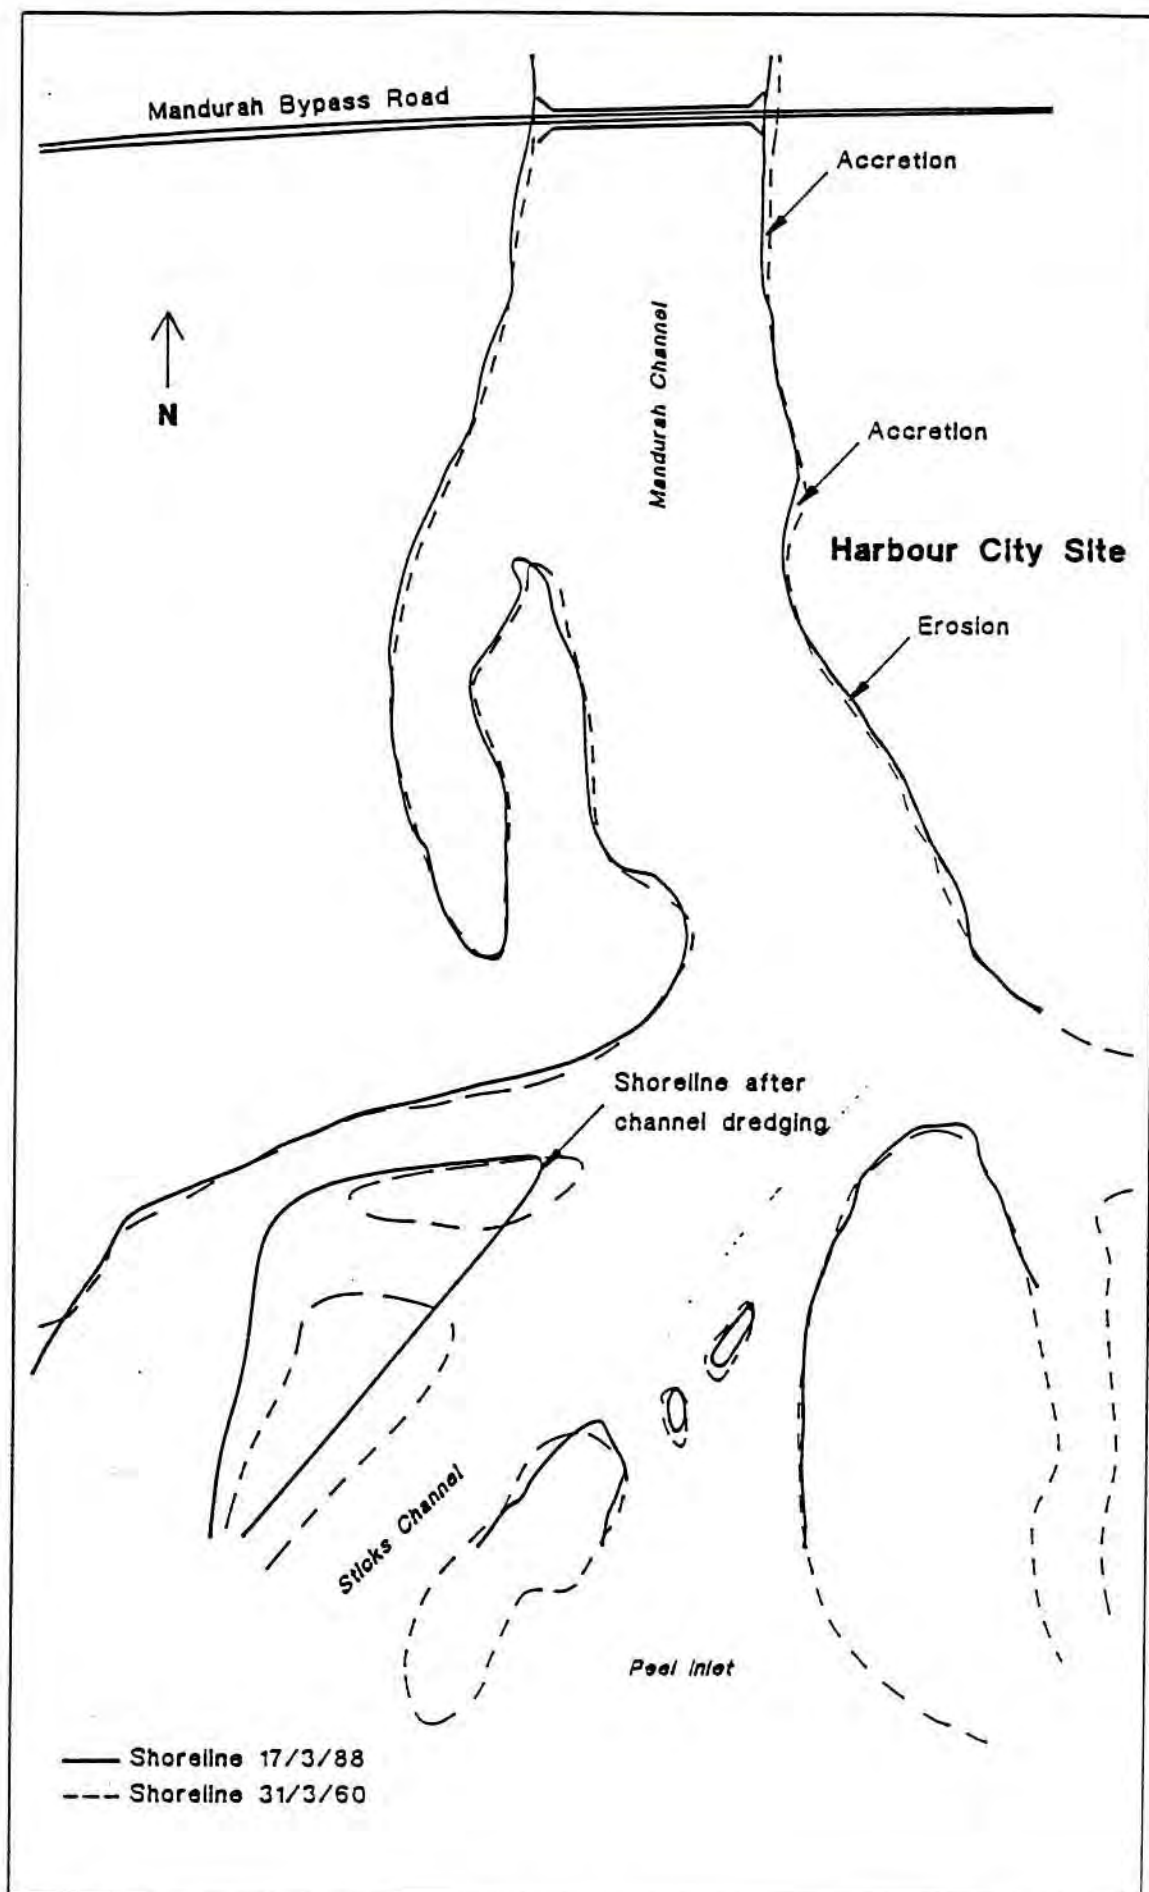 Mandurah Bypass Road
Accretion
Mandurah Channel
N
Accretion
Harbour City Site
Erosion
Shoreline after
channel dredging
Sticks Channel
Peel Inlet
Shoreline 17/3/88
Shoreline 31/3/60